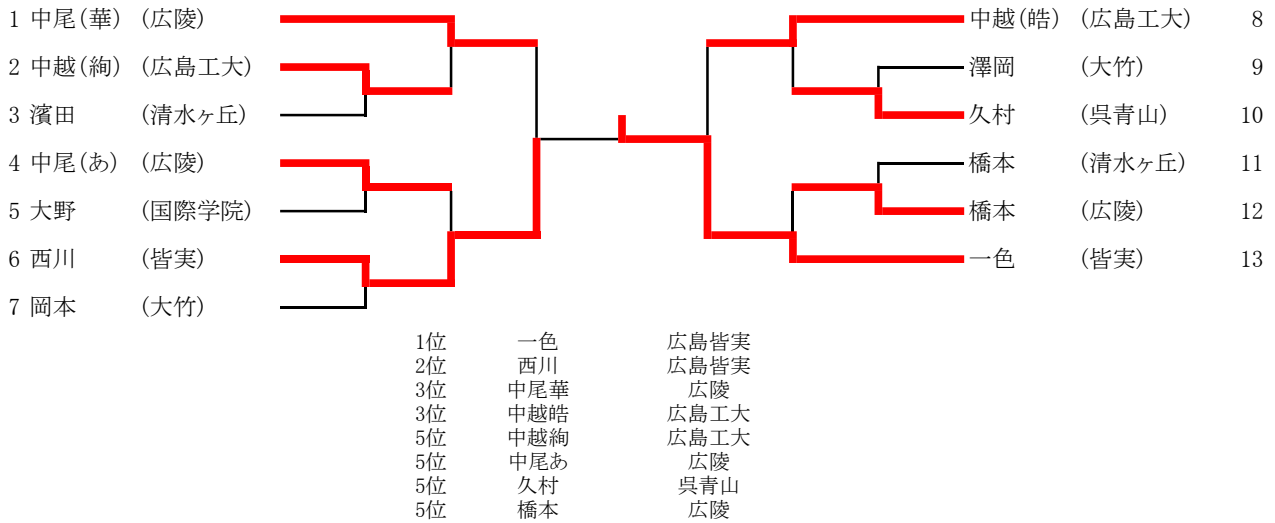 1 中尾(華) (広陵)
2 中越(絢) (広島工大)
3 濱田 (清水ヶ丘)
4 中尾(あ) (広陵)
5 大野 (国際学院)
6 西川 (皆実)
7 岡本 (大竹)
中越(皓) (広島工大) 8
澤岡 (大竹) 9
久村 (呉青山) 10
橋本 (清水ヶ丘) 11
橋本 (広陵) 12
一色 (皆実) 13
1位 一色 広島皆実
2位 西川 広島皆実
3位 中尾華 広陵
3位 中越皓 広島工大
5位 中越絢 広島工大
5位 中尾あ 広陵
5位 久村 呉青山
5位 橋本 広陵